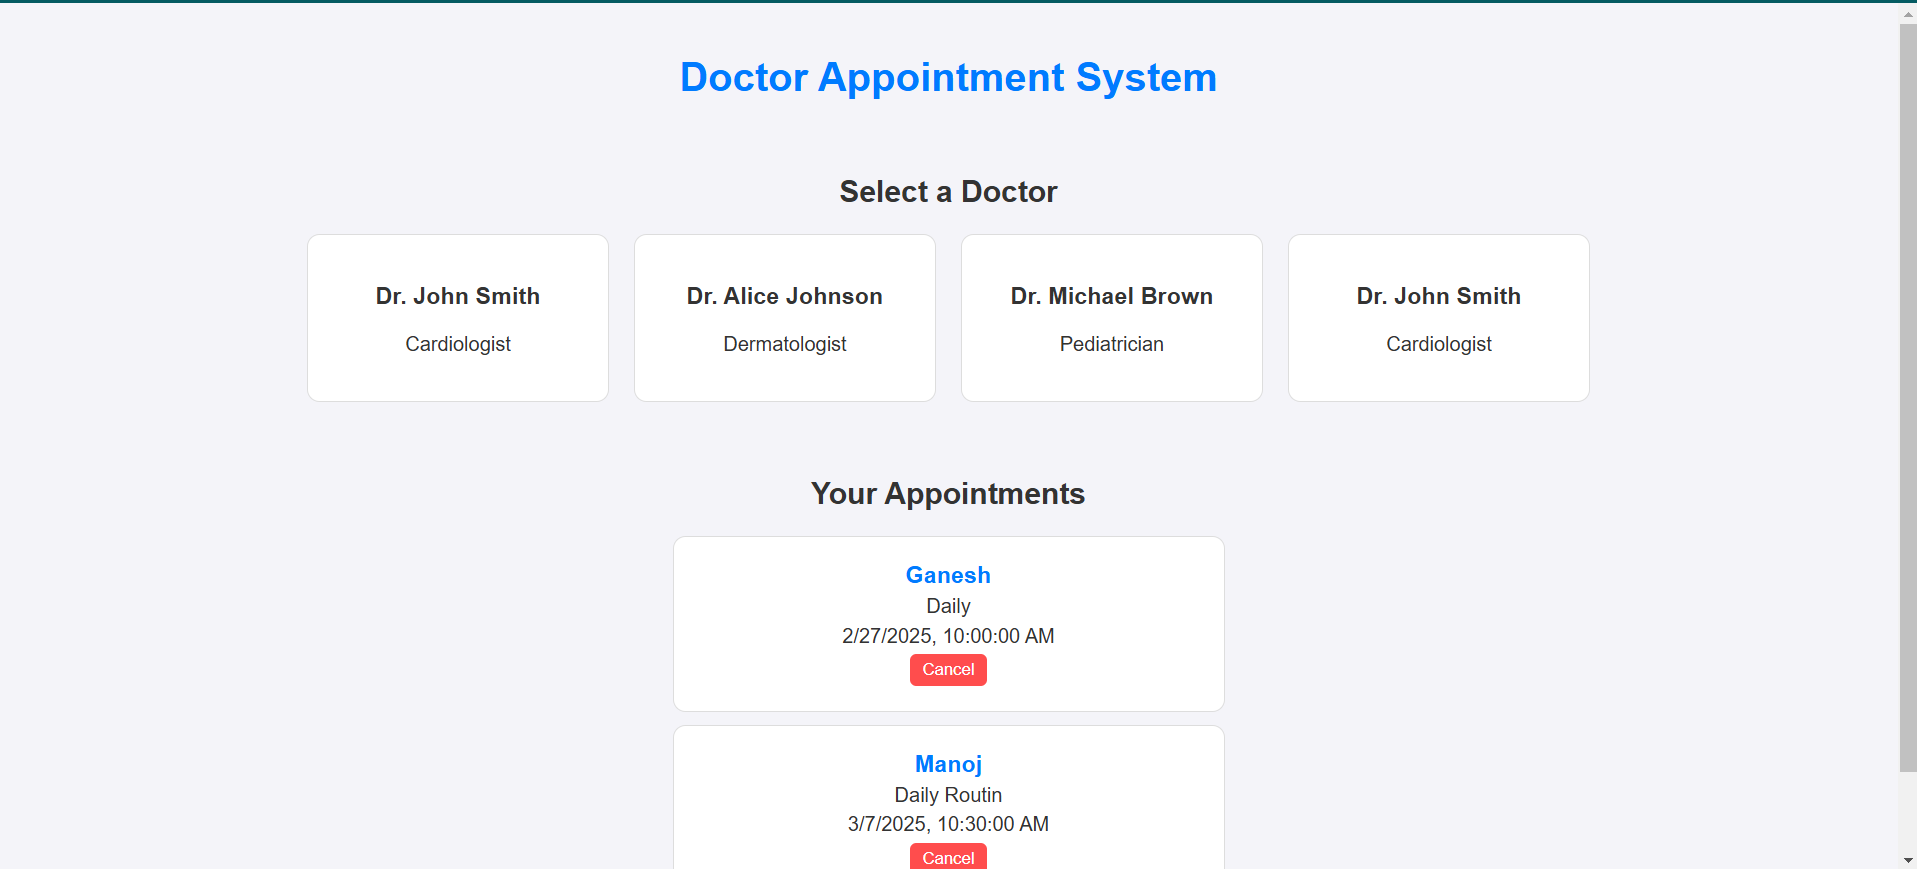 Doctor Appointment System
Select a Doctor
Dr. John Smith
Cardiologist
Dr. Alice Johnson
Dermatologist
Dr. Michael Brown
Pediatrician
Dr. John Smith
Cardiologist
Your Appointments
Ganesh
Daily
2/27/2025, 10:00:00 AM
Cancel
Manoj
Daily Routin
3/7/2025, 10:30:00 AM
Cancel